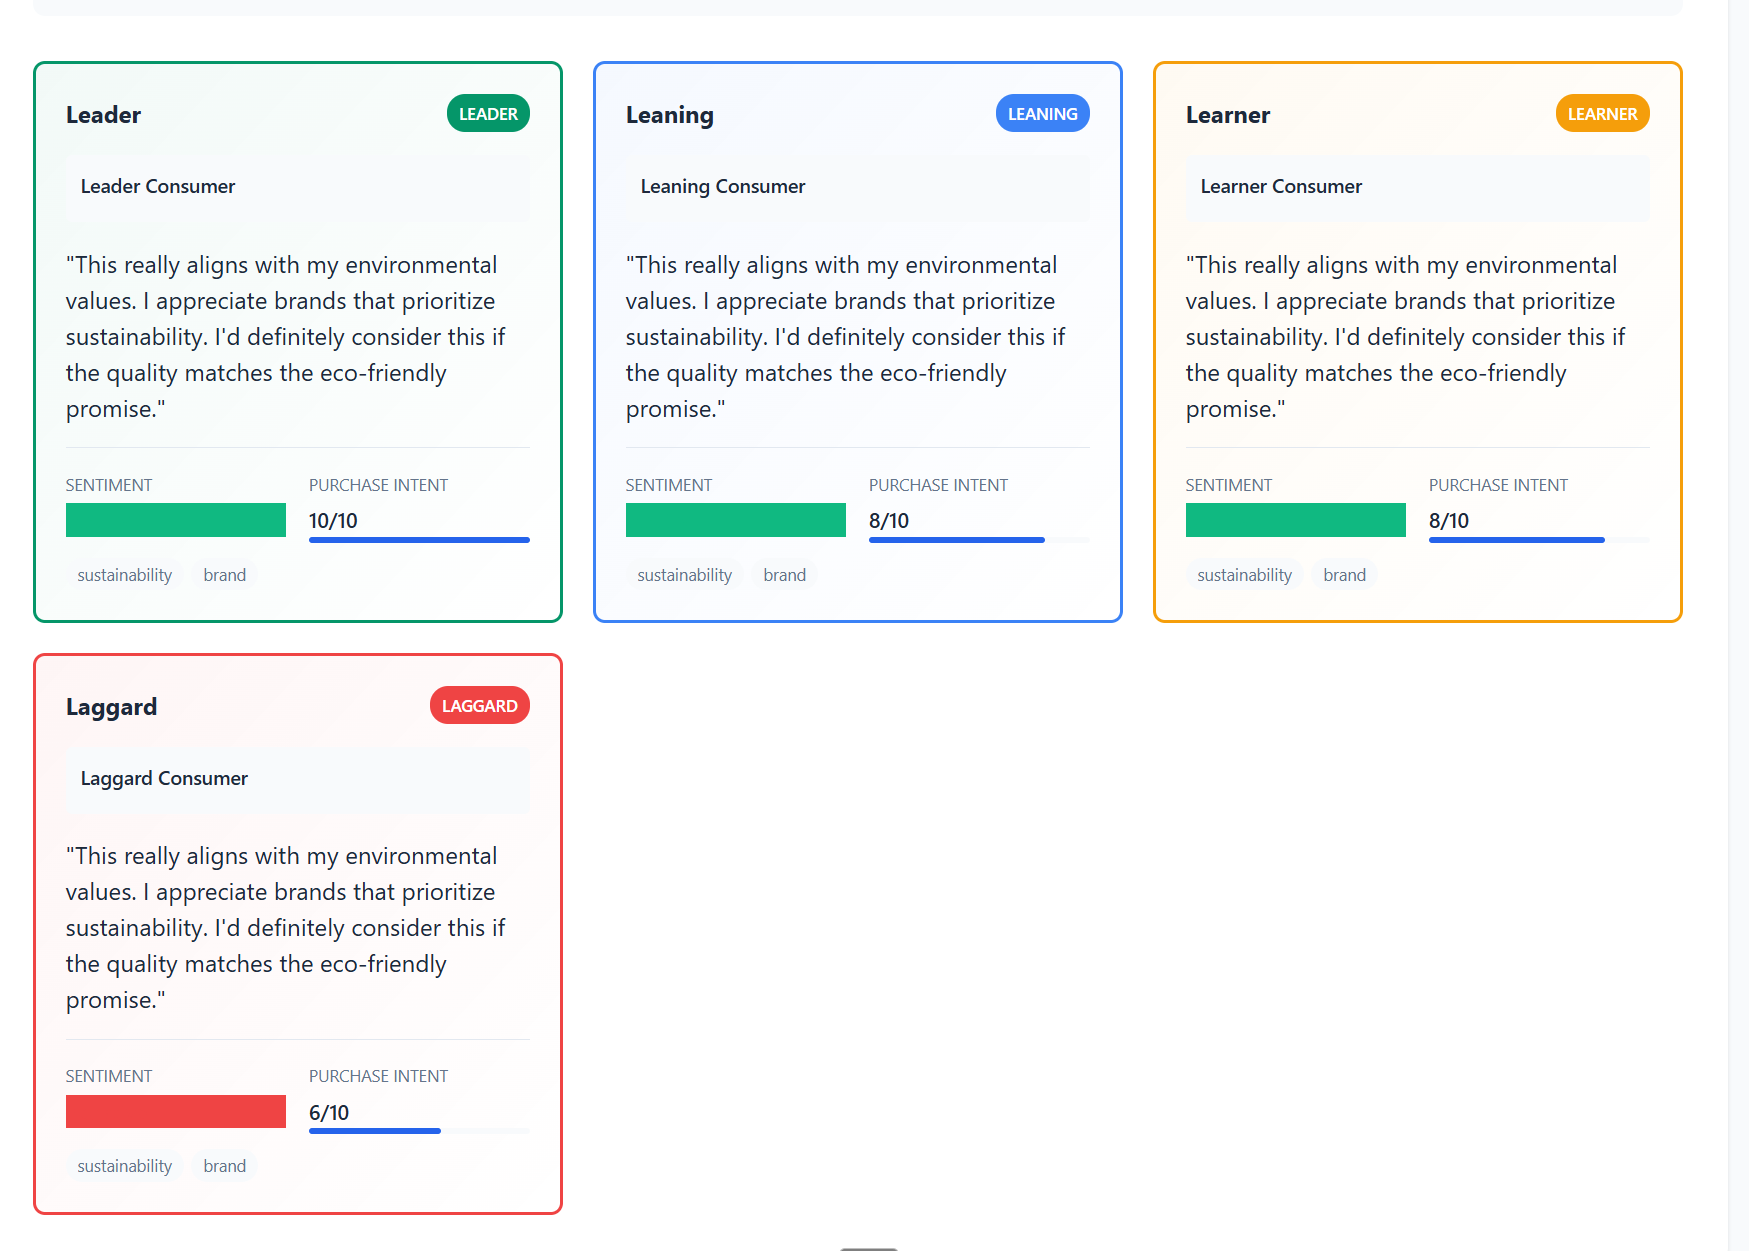 Leader
LEADER
Leader Consumer
"This really aligns with my environmental
values. I appreciate brands that prioritize
sustainability. I'd definitely consider this if
the quality matches the eco-friendly
promise."
SENTIMENT
PURCHASE INTENT
10/10
sustainability
brand
Leaning
LEANING
Leaning Consumer
"This really aligns with my environmental
values. I appreciate brands that prioritize
sustainability. I'd definitely consider this if
the quality matches the eco-friendly
promise."
SENTIMENT
PURCHASE INTENT
8/10
sustainability
brand
Learner
LEARNER
Learner Consumer
"This really aligns with my environmental
values. I appreciate brands that prioritize
sustainability. I'd definitely consider this if
the quality matches the eco-friendly
promise."
SENTIMENT
PURCHASE INTENT
8/10
sustainability
brand
Laggard
LAGGARD
Laggard Consumer
"This really aligns with my environmental
values. I appreciate brands that prioritize
sustainability. I'd definitely consider this if
the quality matches the eco-friendly
promise."
SENTIMENT
PURCHASE INTENT
6/10
sustainability
brand